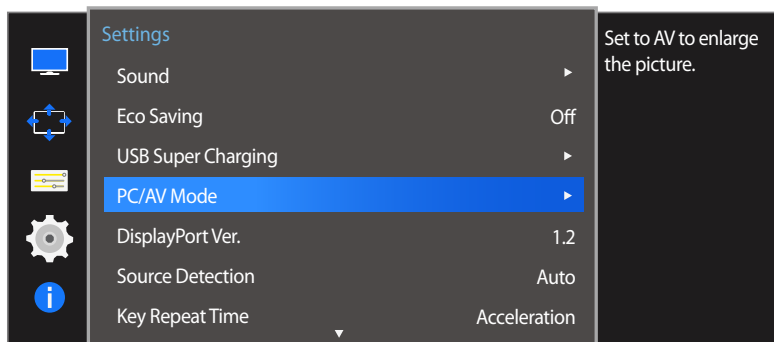 Settings
Sound
Eco Saving Off
USB Super Charging
PC/AV Mode
DisplayPort Ver. 1.2
Source Detection Auto
Key Repeat Time Acceleration
Set to AV to enlarge
the picture.